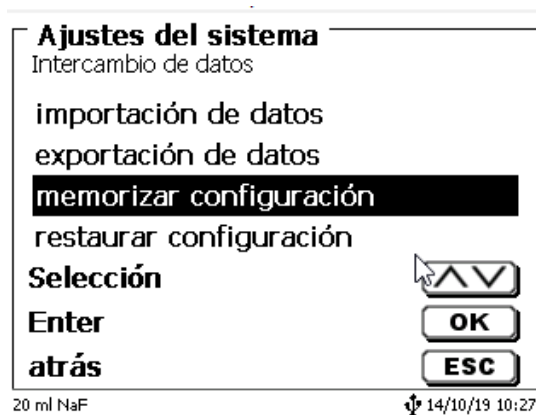 Ajustes del sistema
Intercambio de datos
importación de datos
exportación de datos
memorizar configuración
restaurar configuración
Selección
Enter OK
atrás ESC
20 ml NaF 14/10/19 10:27